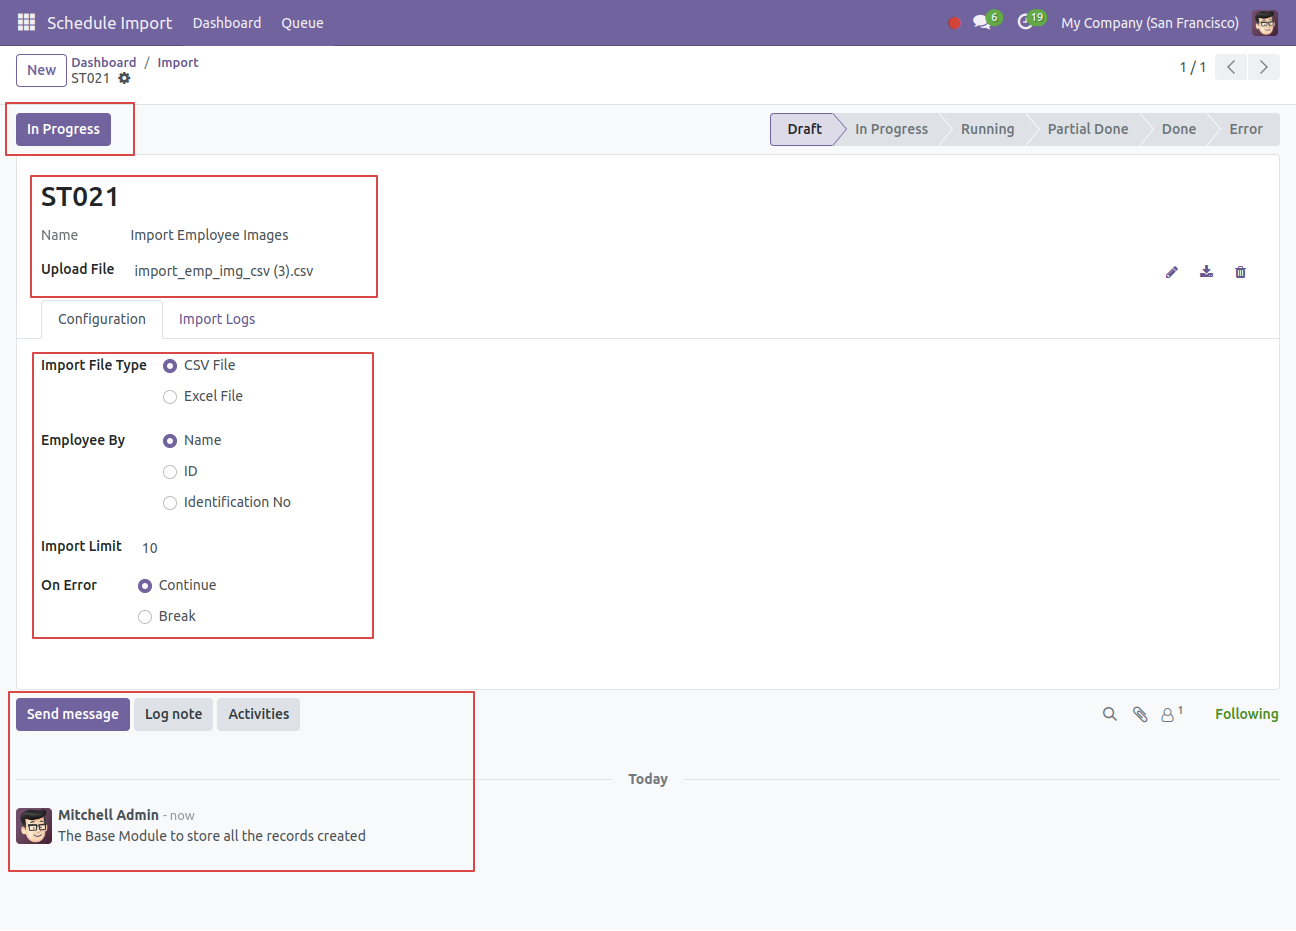 Schedule Import Dashboard Queue 6 19 My Company (San Francisco)
New Dashboard / Import 1 / 1
ST021
In Progress Draft In Progress Running Partial Done Done Error
ST021
Name Import Employee Images
Upload File import_emp_img_csv (3).csv
Configuration Import Logs
Import File Type CSV File
Excel File
Employee By Name
ID
Identification No
Import Limit 10
On Error Continue
Break
Send message Log note Activities 1 Following
Today
Mitchell Admin - now
The Base Module to store all the records created